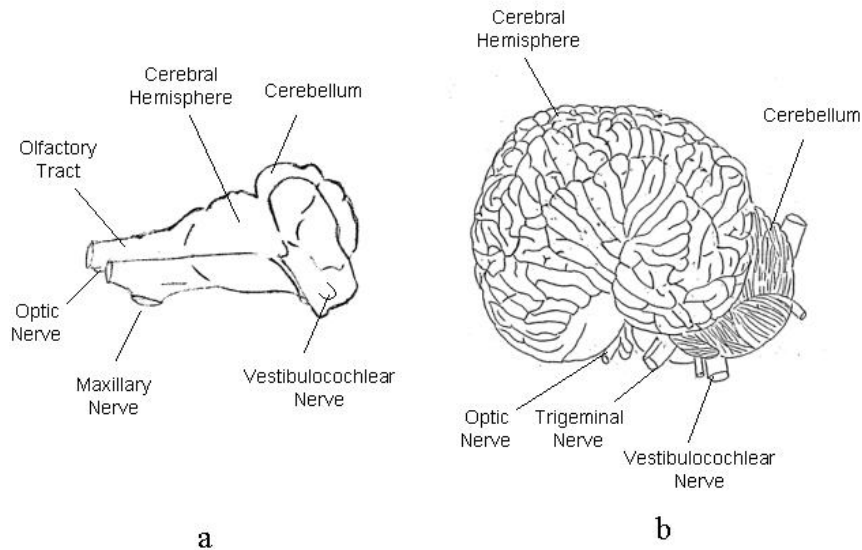 Cerebral
Hemisphere
Cerebellum
Olfactory
Tract
Optic
Nerve
Maxillary
Nerve
Vestibulocochlear
Nerve
a
Cerebral
Hemisphere
Cerebellum
Optic
Nerve
Trigeminal
Nerve
Vestibulocochlear
Nerve
b